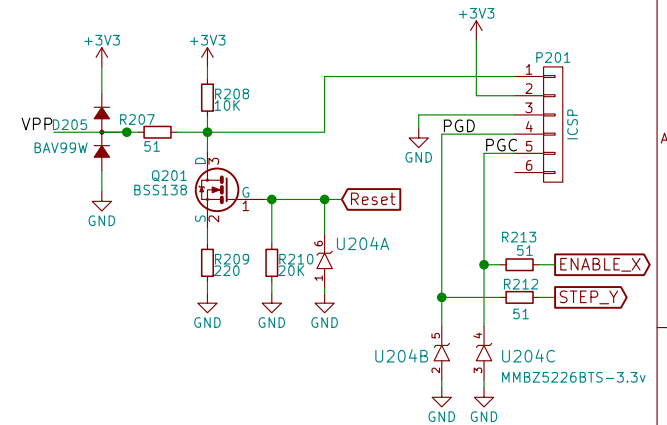 +3V3
+3V3
+3V3
P201
1
2
3
4
5
6
ICSP
R208
10K
VPP
D205
BAV99W
R207
51
GND
PGD
PGC
GND
Q201
BSS138
D
3
G
1
S
2
Reset
R209
220
R210
20K
6
U204A
1
GND
GND
GND
R213
51
ENABLE_X
R212
51
STEP_Y
U204B
5
2
4
3
U204C
MMBZ5226BTS-3.3v
GND
GND
A